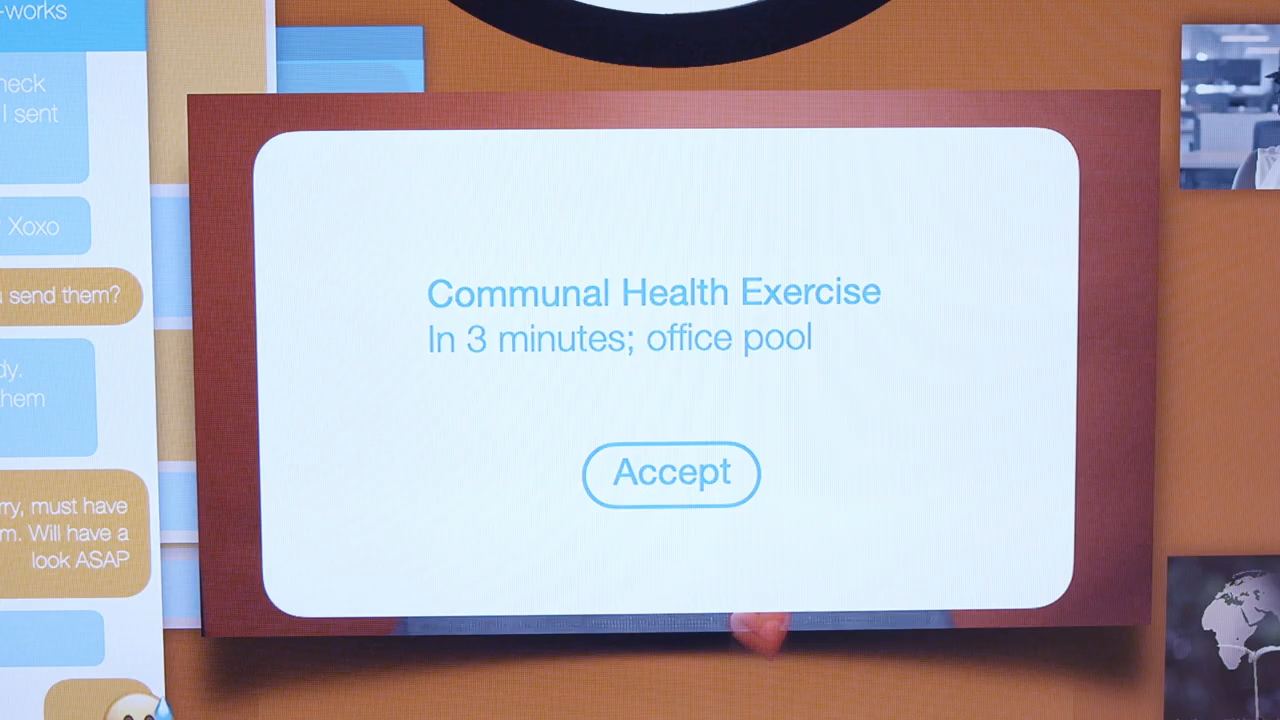 -works
heck
I sent
Xoxo
send them?
dy.
hem
rry, must have
m. Will have a
look ASAP
Communal Health Exercise
In 3 minutes; office pool
Accept